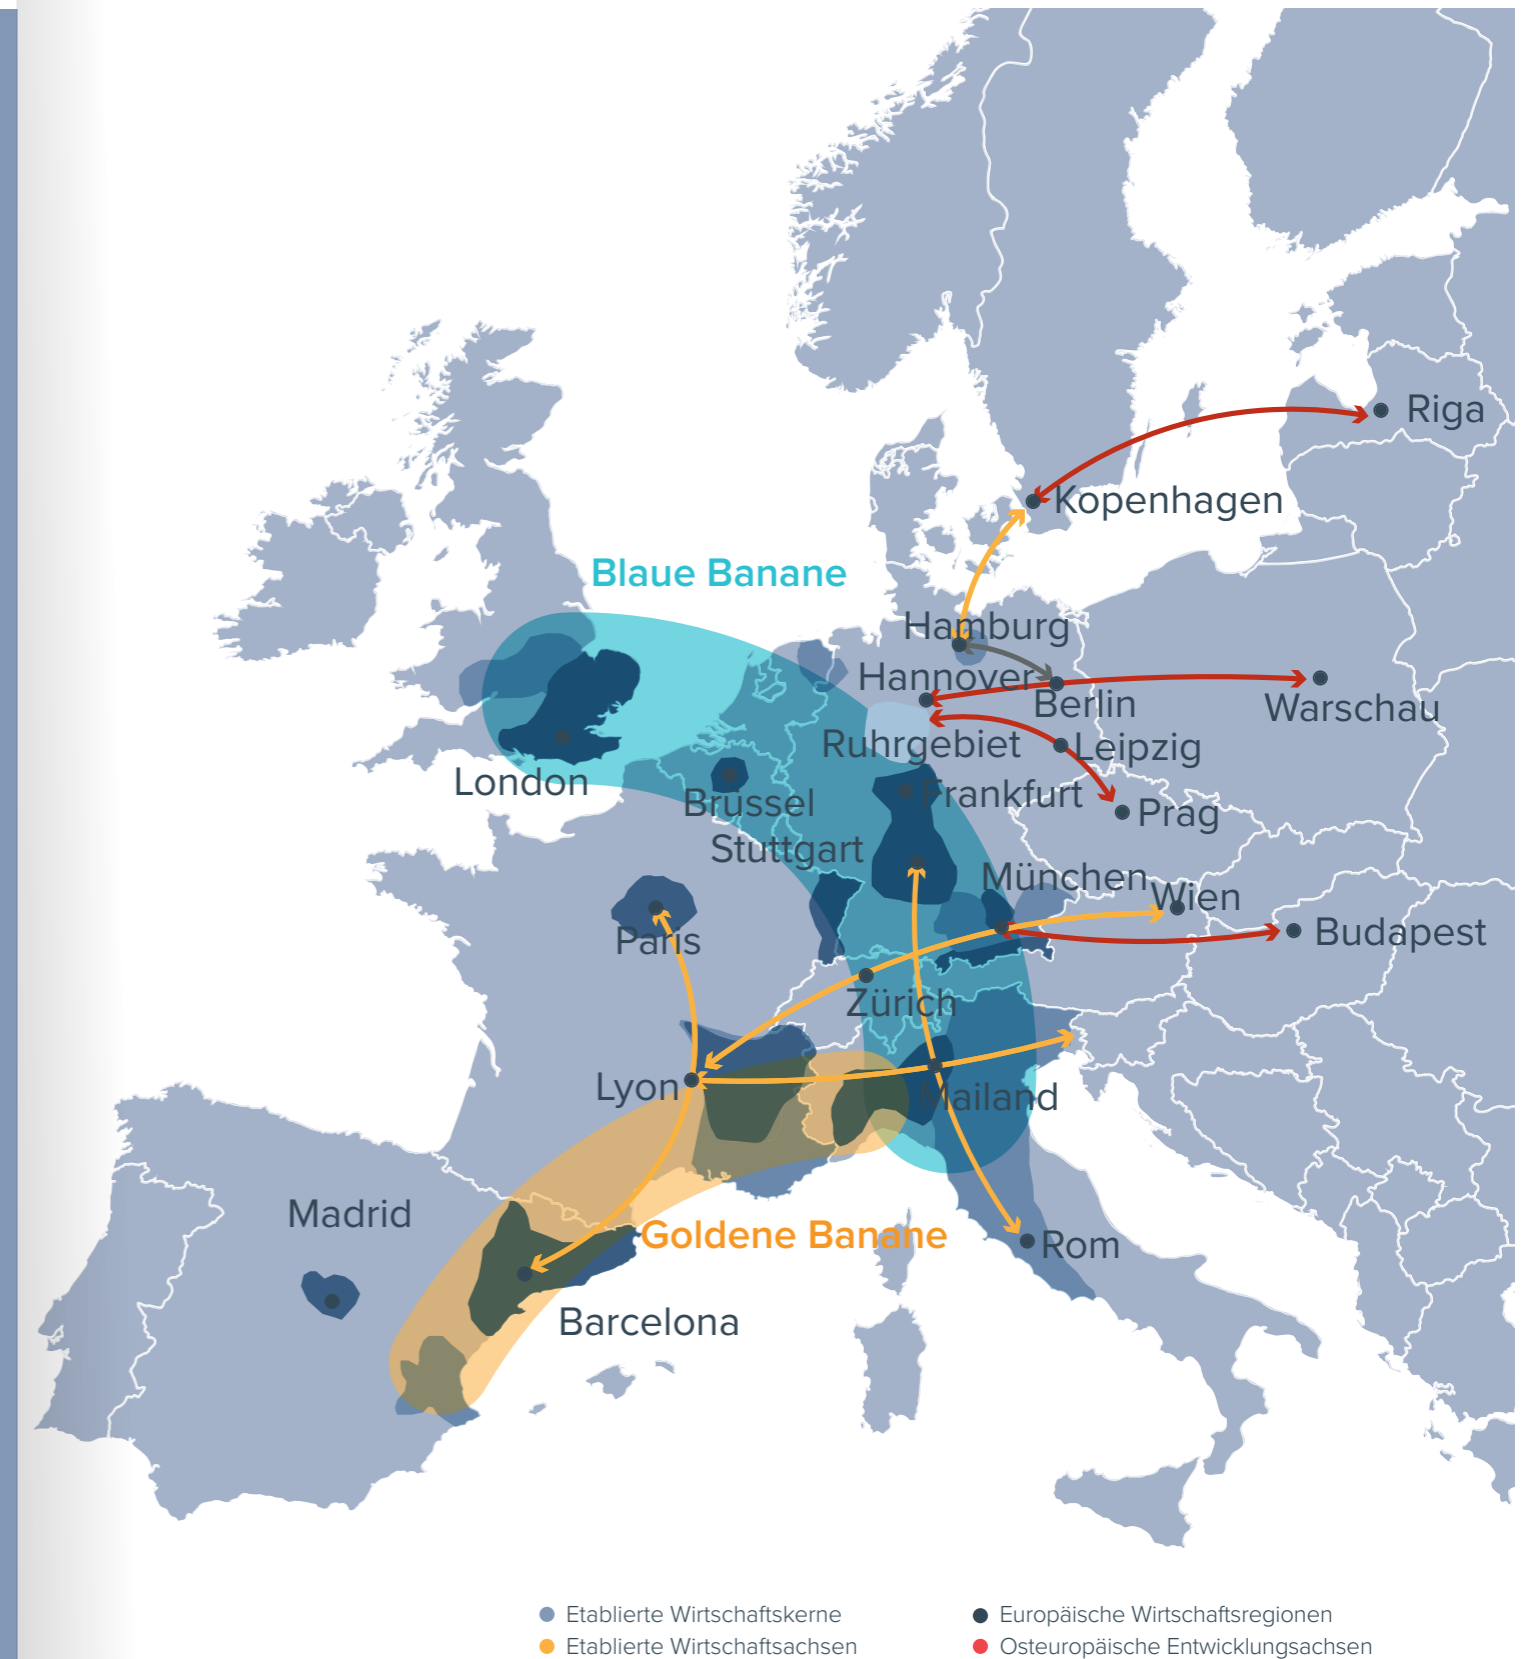 Riga
Kopenhagen
Blaue Banane
Hamburg
Hannover
Berlin
Warschau
Ruhrgebiet
Leipzig
London
Brüssel
Frankfurt
Prag
Stuttgart
München
Wien
Paris
Budapest
Zürich
Lyon
Mailand
Madrid
Goldene Banane
Rom
Barcelona
Etablierte Wirtschaftskerne
Europäische Wirtschaftsregionen
Etablierte Wirtschaftsachsen
Osteuropäische Entwicklungsachsen